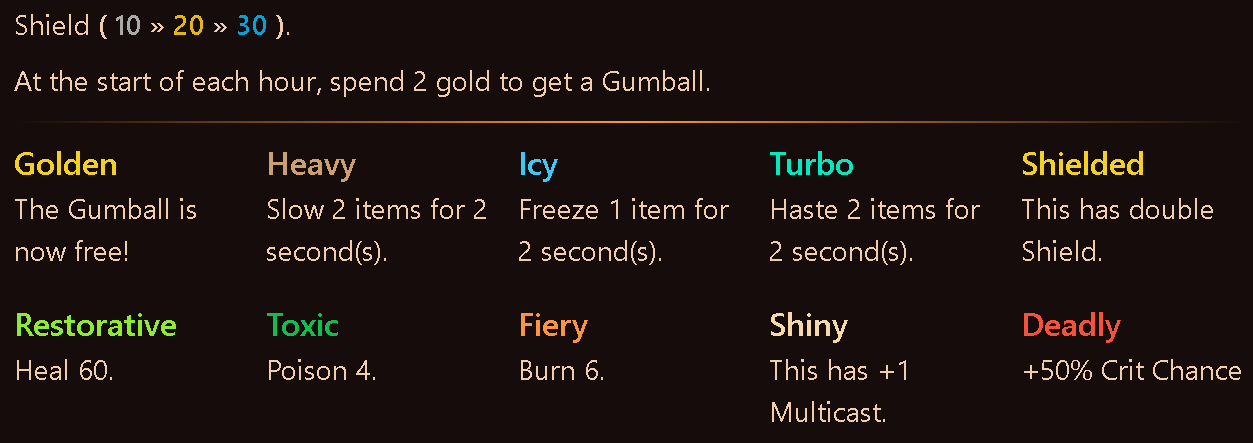 Shield ( 10 » 20 » 30 ).
At the start of each hour, spend 2 gold to get a Gumball.
Golden
The Gumball is
now free!
Heavy
Slow 2 items for 2
second(s).
Icy
Freeze 1 item for
2 second(s).
Turbo
Haste 2 items for
2 second(s).
Shielded
This has double
Shield.
Restorative
Heal 60.
Toxic
Poison 4.
Fiery
Burn 6.
Shiny
This has +1
Multicast.
Deadly
+50% Crit Chance